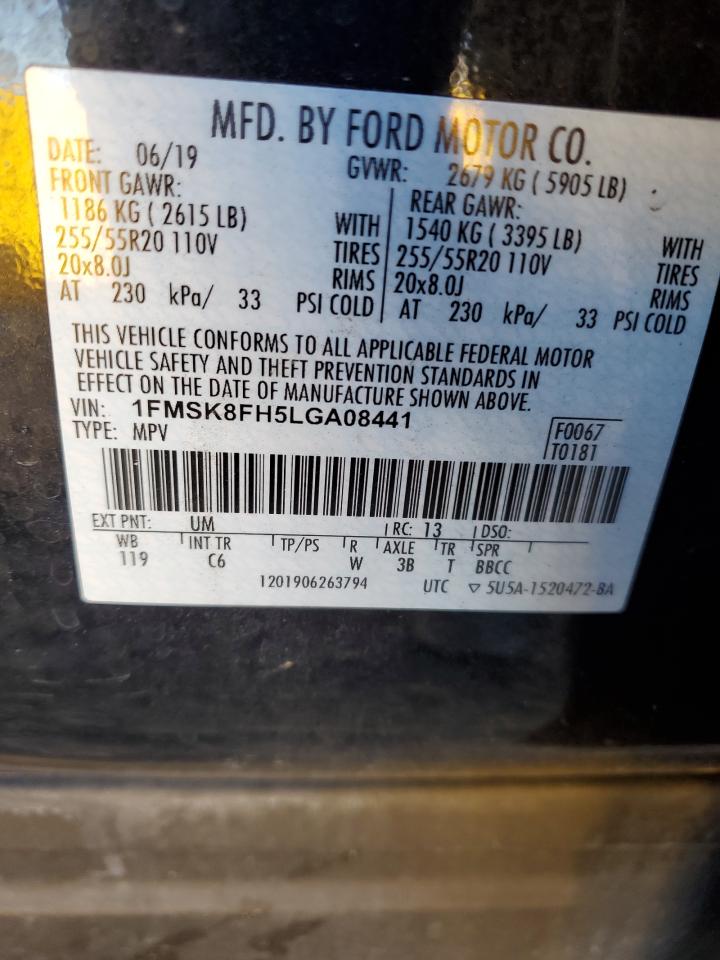 MFD. BY FORD MOTOR CO.
DATE: 06/19 GVWR: 2679 KG ( 5905 LB)
FRONT GAWR: REAR GAWR:
1186 KG ( 2615 LB) WITH 1540 KG ( 3395 LB) WITH
255/55R20 110V TIRES 255/55R20 110V TIRES
20x8.0J RIMS 20x8.0J RIMS
AT 230 kPa/ 33 PSI COLD AT 230 kPa/ 33 PSI COLD
THIS VEHICLE CONFORMS TO ALL APPLICABLE FEDERAL MOTOR
VEHICLE SAFETY AND THEFT PREVENTION STANDARDS IN
EFFECT ON THE DATE OF MANUFACTURE SHOWN ABOVE.
VIN: 1FMSK8FH5LGA08441
TYPE: MPV F0067
T0181
EXT PNT: UM RC: 13 DSO:
WB INT TR TP/PS R AXLE TR SPR
119 C6 W 3B T BBCC
1201906263794 UTC ▽ 5U5A-1520472-BA